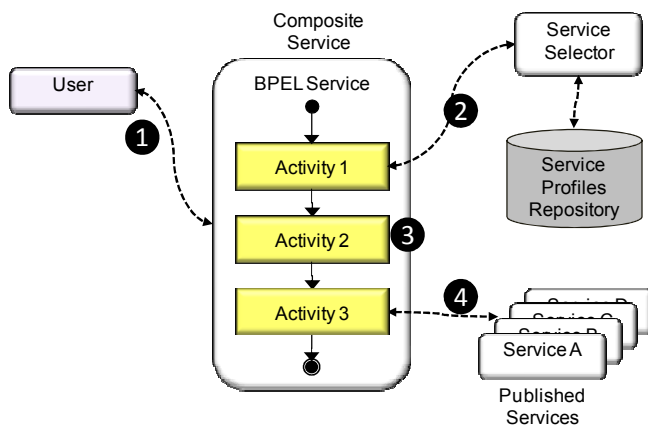 Composite
Service
User
BPEL Service
Service
Selector
1
2
Activity 1
Service
Profiles
Repository
Activity 2
3
4
Activity 3
Service A
Published
Services